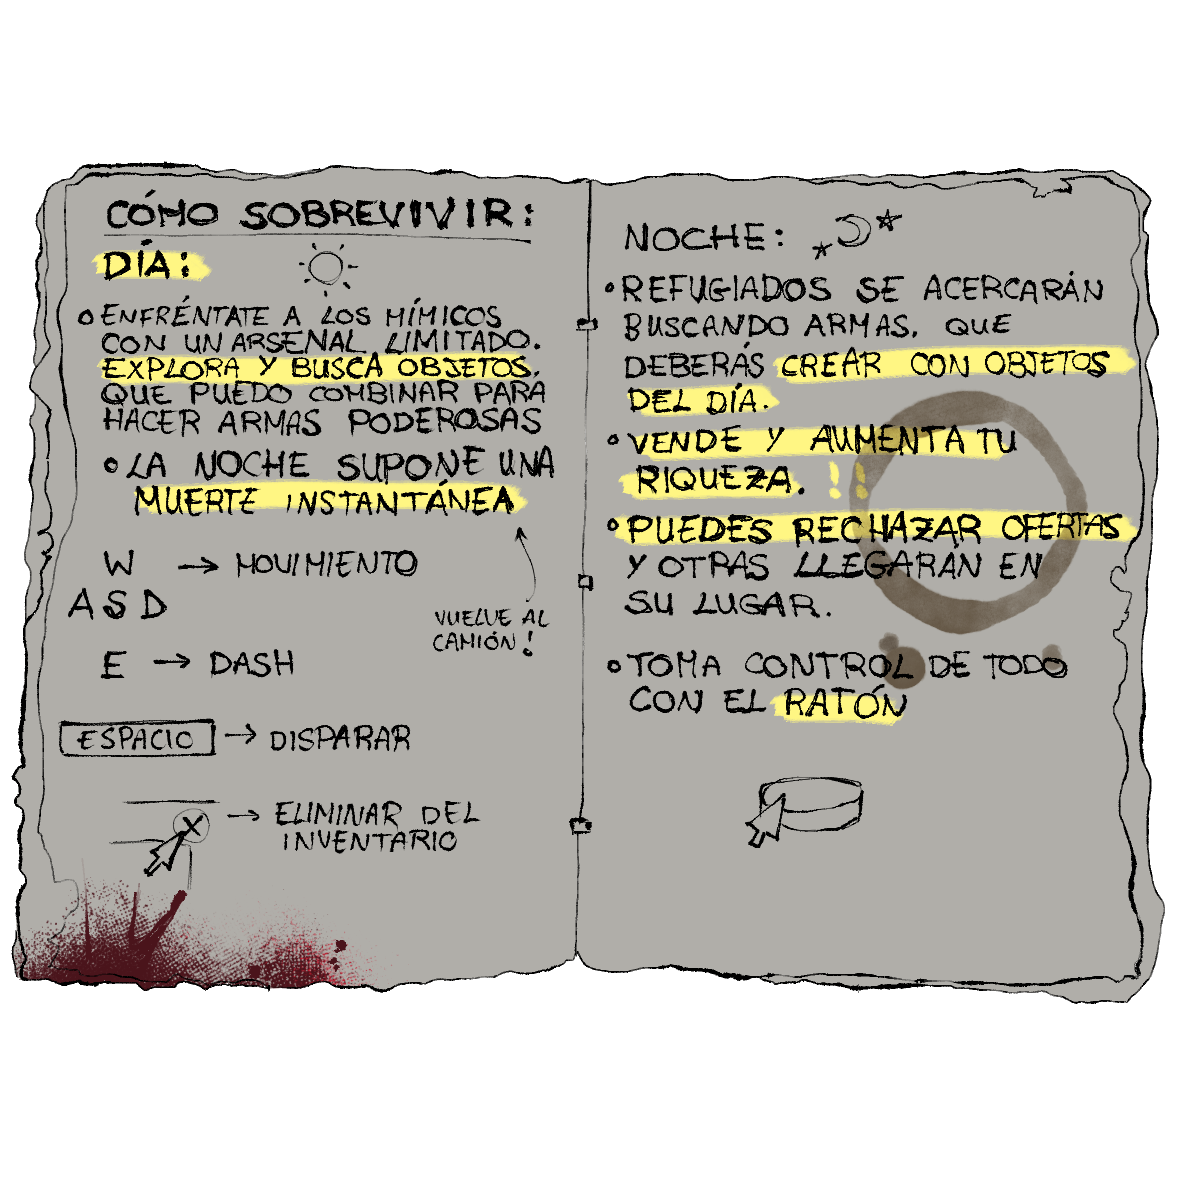 CÓMO SOBREVIVIR:
DÍA:
ENFRÉNTATE A LOS MÍMICOS
CON UN ARSENAL LIMITADO.
EXPLORA Y BUSCA OBJETOS,
QUE PUEDO COMBINAR PARA
HACER ARMAS PODEROSAS
LA NOCHE SUPONE UNA
MUERTE INSTANTÁNEA
VUELVE AL
CAMIÓN!
W → MOVIMIENTO
A S D
E → DASH
ESPACIO → DISPARAR
X → ELIMINAR DEL
INVENTARIO
NOCHE:
REFUGIADOS SE ACERCARÁN
BUSCANDO ARMAS, QUE
DEBERÁS CREAR CON OBJETOS
DEL DÍA.
VENDE Y AUMENTA TU
RIQUEZA. !!
PUEDES RECHAZAR OFERTAS
Y OTRAS LLEGARÁN EN
SU LUGAR.
TOMA CONTROL DE TODO
CON EL RATÓN